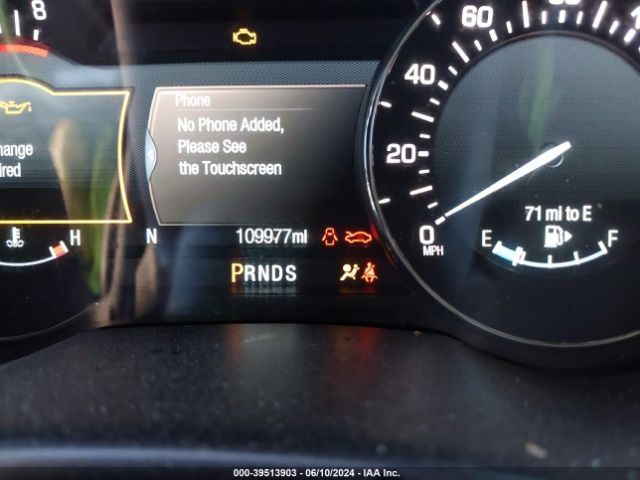 8
60
40
20
0
MPH
Phone
No Phone Added,
Please See
the Touchscreen
hange
ired
H
N
109977mi
PRNDS
71 mi to E
E
F
000-39513903 - 06/10/2024 - IAA Inc.